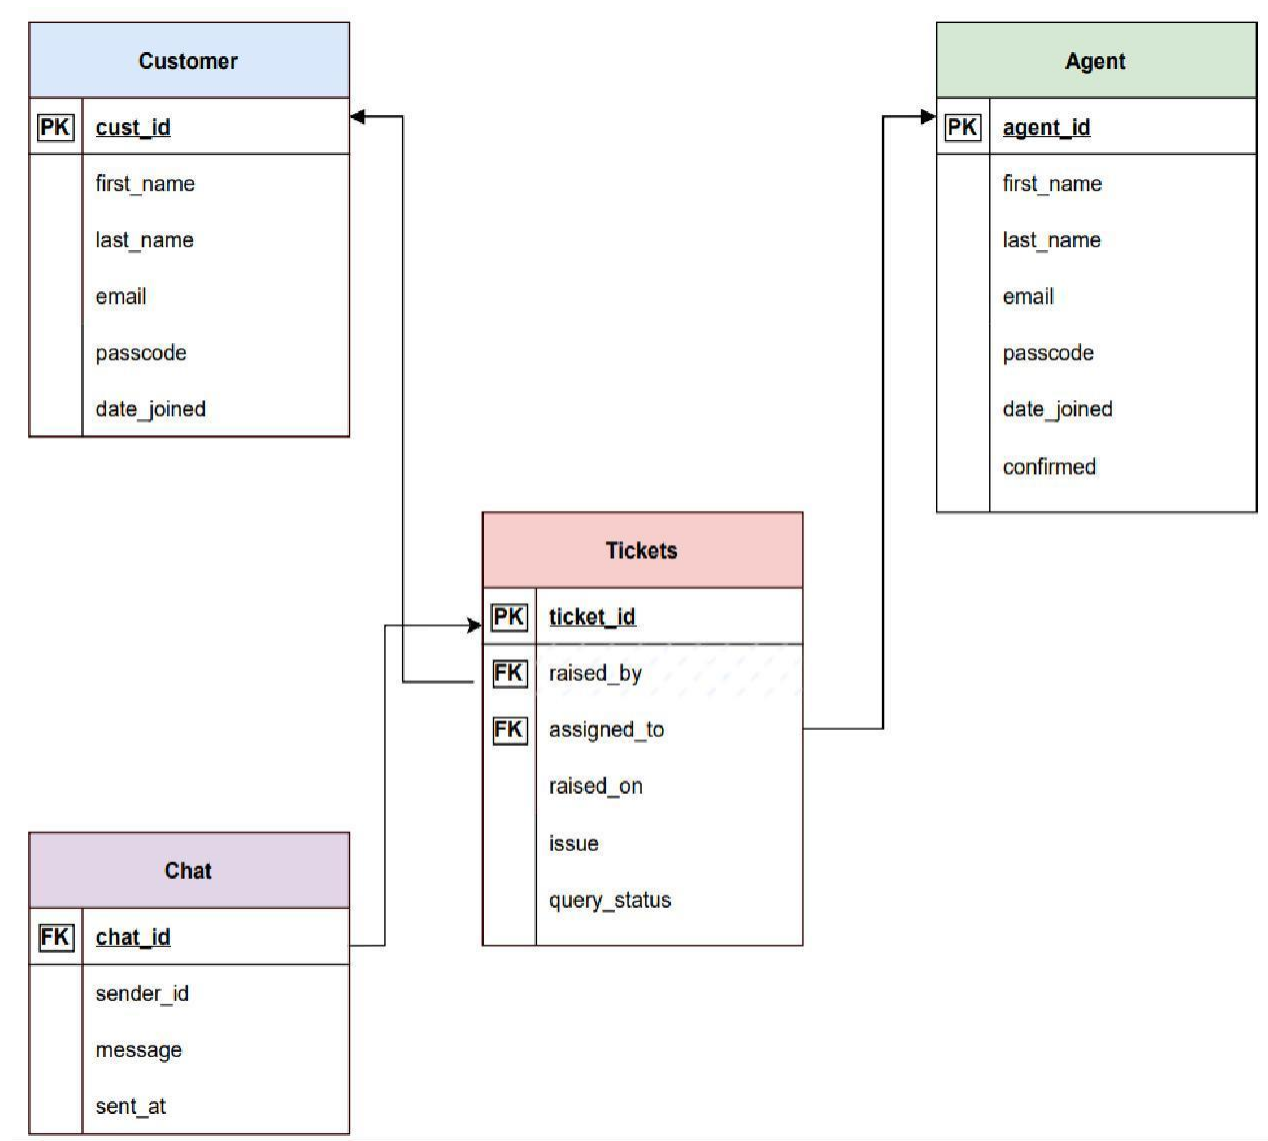 Customer
PK cust_id
first_name
last_name
email
passcode
date_joined
Agent
PK agent_id
first_name
last_name
email
passcode
date_joined
confirmed
Tickets
PK ticket_id
FK raised_by
FK assigned_to
raised_on
issue
query_status
Chat
FK chat_id
sender_id
message
sent_at